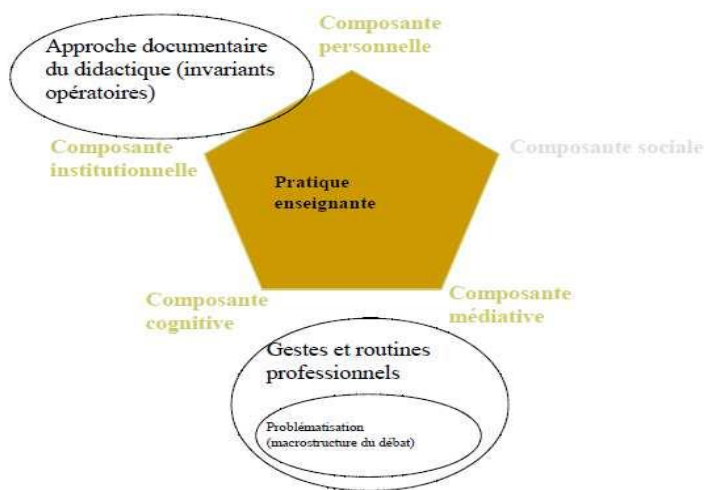 Composante
personnelle
Approche documentaire
du didactique (invariants
opératoires)
Composante
institutionnelle
Composante sociale
Pratique
enseignante
Composante
cognitive
Composante
médiative
Gestes et routines
professionnels
Problématisation
(macrostructure du débat)